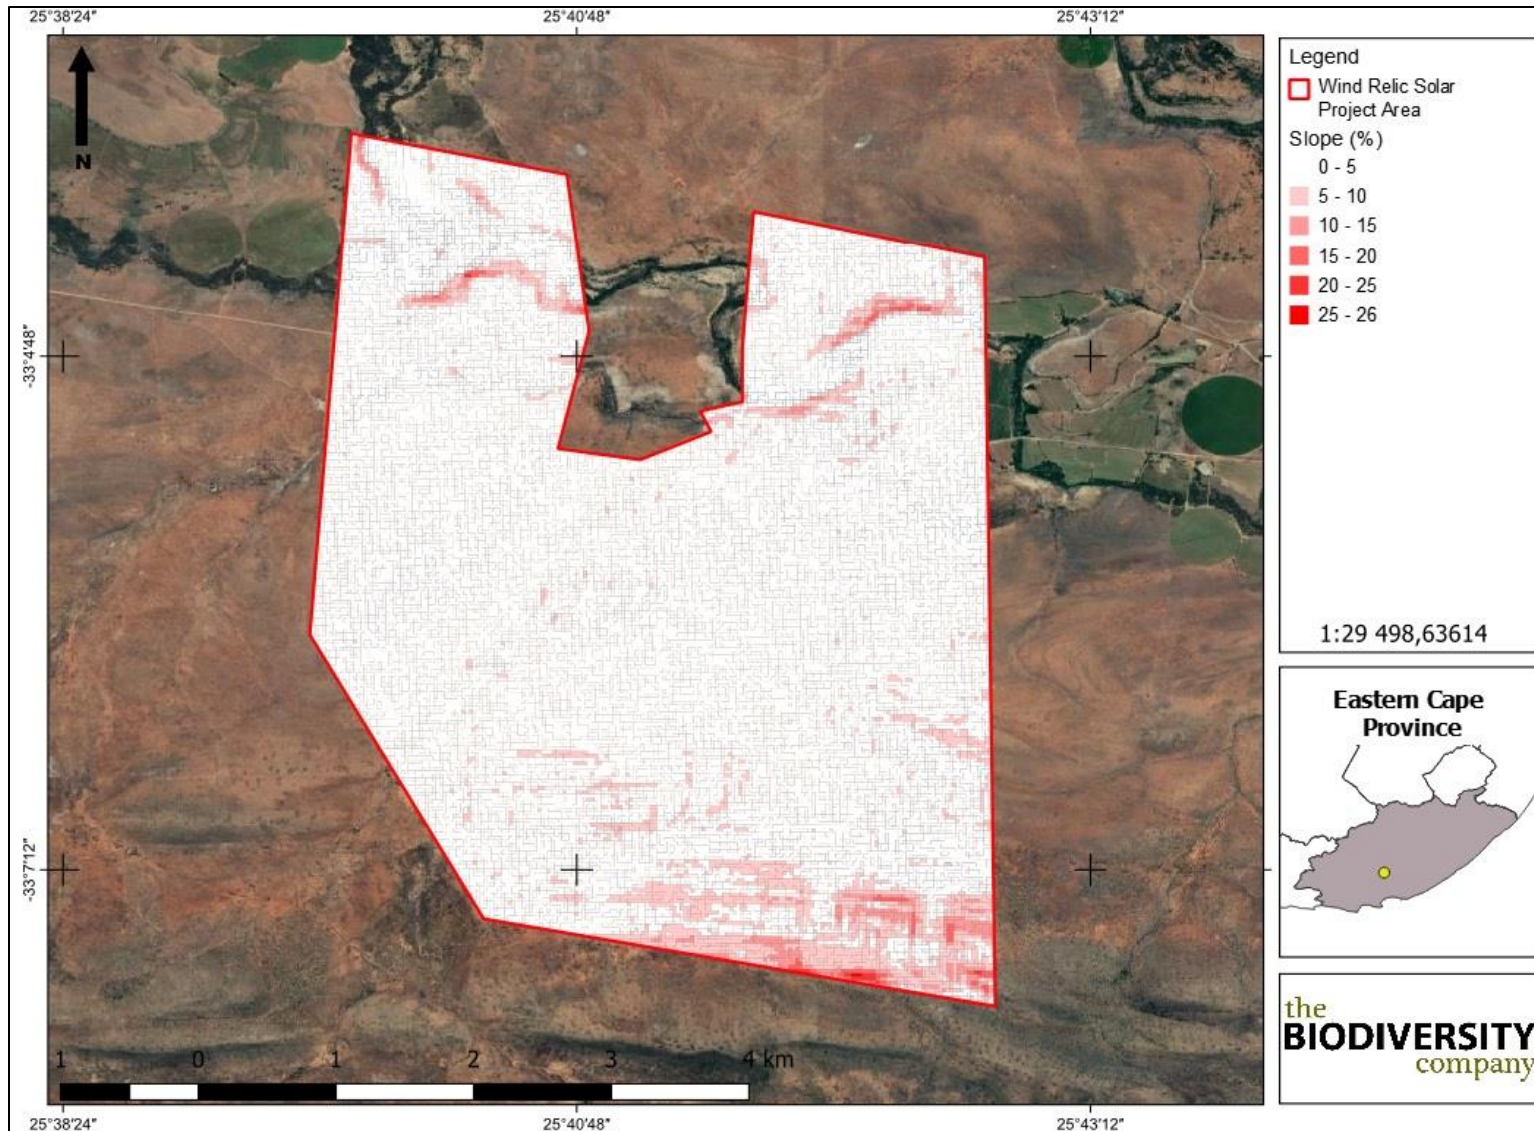 25°38'24"
25°40'48"
25°43'12"
N
-33°4'48"
-33°7'12"
1 0 1 2 3 4 km
25°38'24"
25°40'48"
25°43'12"
Legend
Wind Relic Solar
Project Area
Slope (%)
0 - 5
5 - 10
10 - 15
15 - 20
20 - 25
25 - 26
1:29 498,63614
Eastern Cape
Province
the
BIODIVERSITY
company